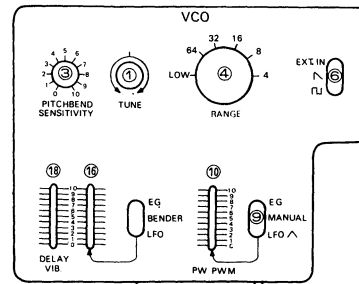 VCO
32 16
64 8
LOW 4
④
RANGE
4 5 6
3 7
2 8
1 9
0 10
③
PITCHBEND
SENSITIVITY
①
TUNE
EXT. IN
⑥
⑱ ⑯
10
9
8
7
6
5
4
3
2
1
0
DELAY
VIB.
EG
BENDER
LFO
⑩
10
9
8
7
6
5
4
3
2
1
0
PW PWM
EG
⑨ MANUAL
LFO